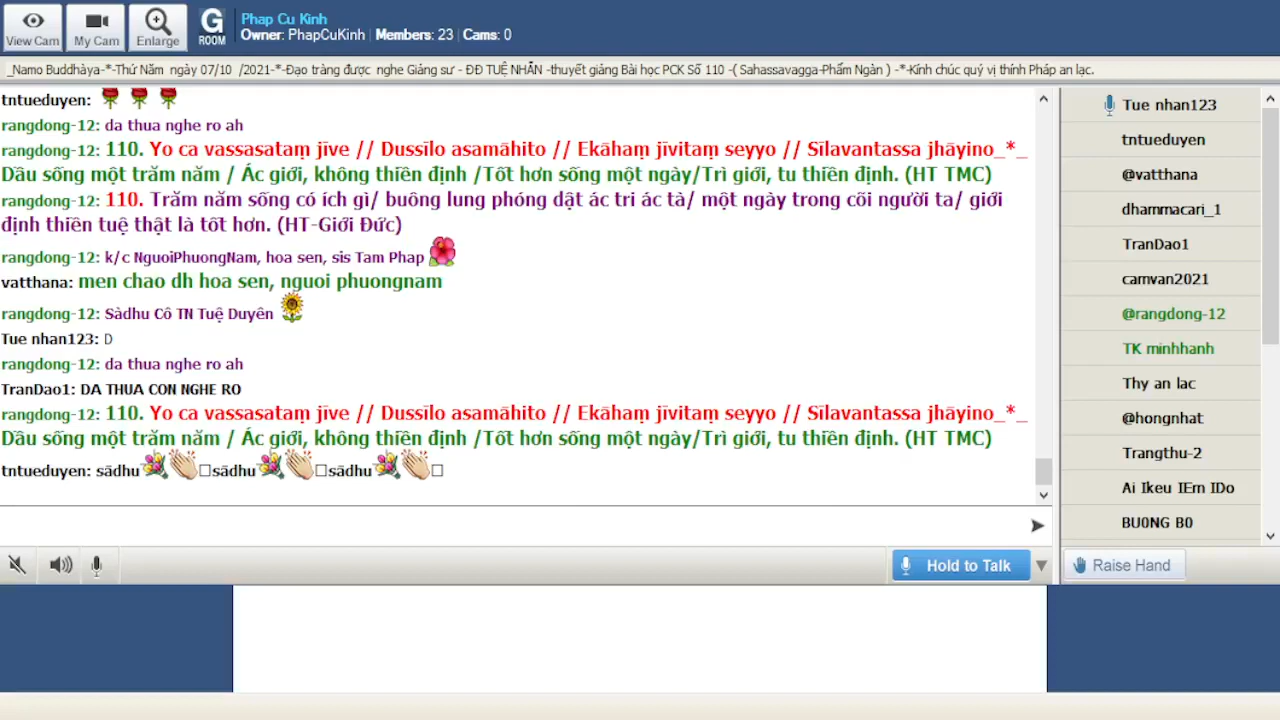 View Cam
My Cam
Enlarge
G
ROOM
Phap Cu Kinh
Owner: PhapCuKinh | Members: 23 | Cams: 0
_Namo Buddhàya-*-Thứ Năm ngày 07/10 /2021-*-Đạo tràng được nghe Giảng sư - ĐĐ TUỆ NHẪN -thuyết giảng Bài học PCK Số 110 -( Sahassavagga-Phẩm Ngàn ) -*-Kính chúc quý vị thính Pháp an lạc.
tntueduyen:
rangdong-12: da thua nghe ro ah
rangdong-12: 110. Yo ca vassasataṃ jīve // Dussīlo asamāhito // Ekāhaṃ jīvitaṃ seyyo // Sīlavantassa jhāyino_*_
Dầu sống một trăm năm / Ác giới, không thiền định /Tốt hơn sống một ngày/Trì giới, tu thiền định. (HT TMC)
rangdong-12: 110. Trăm năm sống có ích gì/ buông lung phóng dật ác tri ác tà/ một ngày trong cõi người ta/ giới
định thiền tuệ thật là tốt hơn. (HT-Giới Đức)
rangdong-12: k/c NguoiPhuongNam, hoa sen, sis Tam Phap
vatthana: men chao dh hoa sen, nguoi phuongnam
rangdong-12: Sàdhu Cô TN Tuệ Duyên
Tue nhan123: D
rangdong-12: da thua nghe ro ah
TranDao1: DA THUA CON NGHE RO
rangdong-12: 110. Yo ca vassasataṃ jīve // Dussīlo asamāhito // Ekāhaṃ jīvitaṃ seyyo // Sīlavantassa jhāyino_*_
Dầu sống một trăm năm / Ác giới, không thiền định /Tốt hơn sống một ngày/Trì giới, tu thiền định. (HT TMC)
tntueduyen: sādhu sādhu sādhu
Tue nhan123
tntueduyen
@vatthana
dhammacari_1
TranDao1
camvan2021
@rangdong-12
TK minhhanh
Thy an lac
@hongnhat
Trangthu-2
Ai Ikeu IEm IDo
BU0NG B0
Hold to Talk
Raise Hand